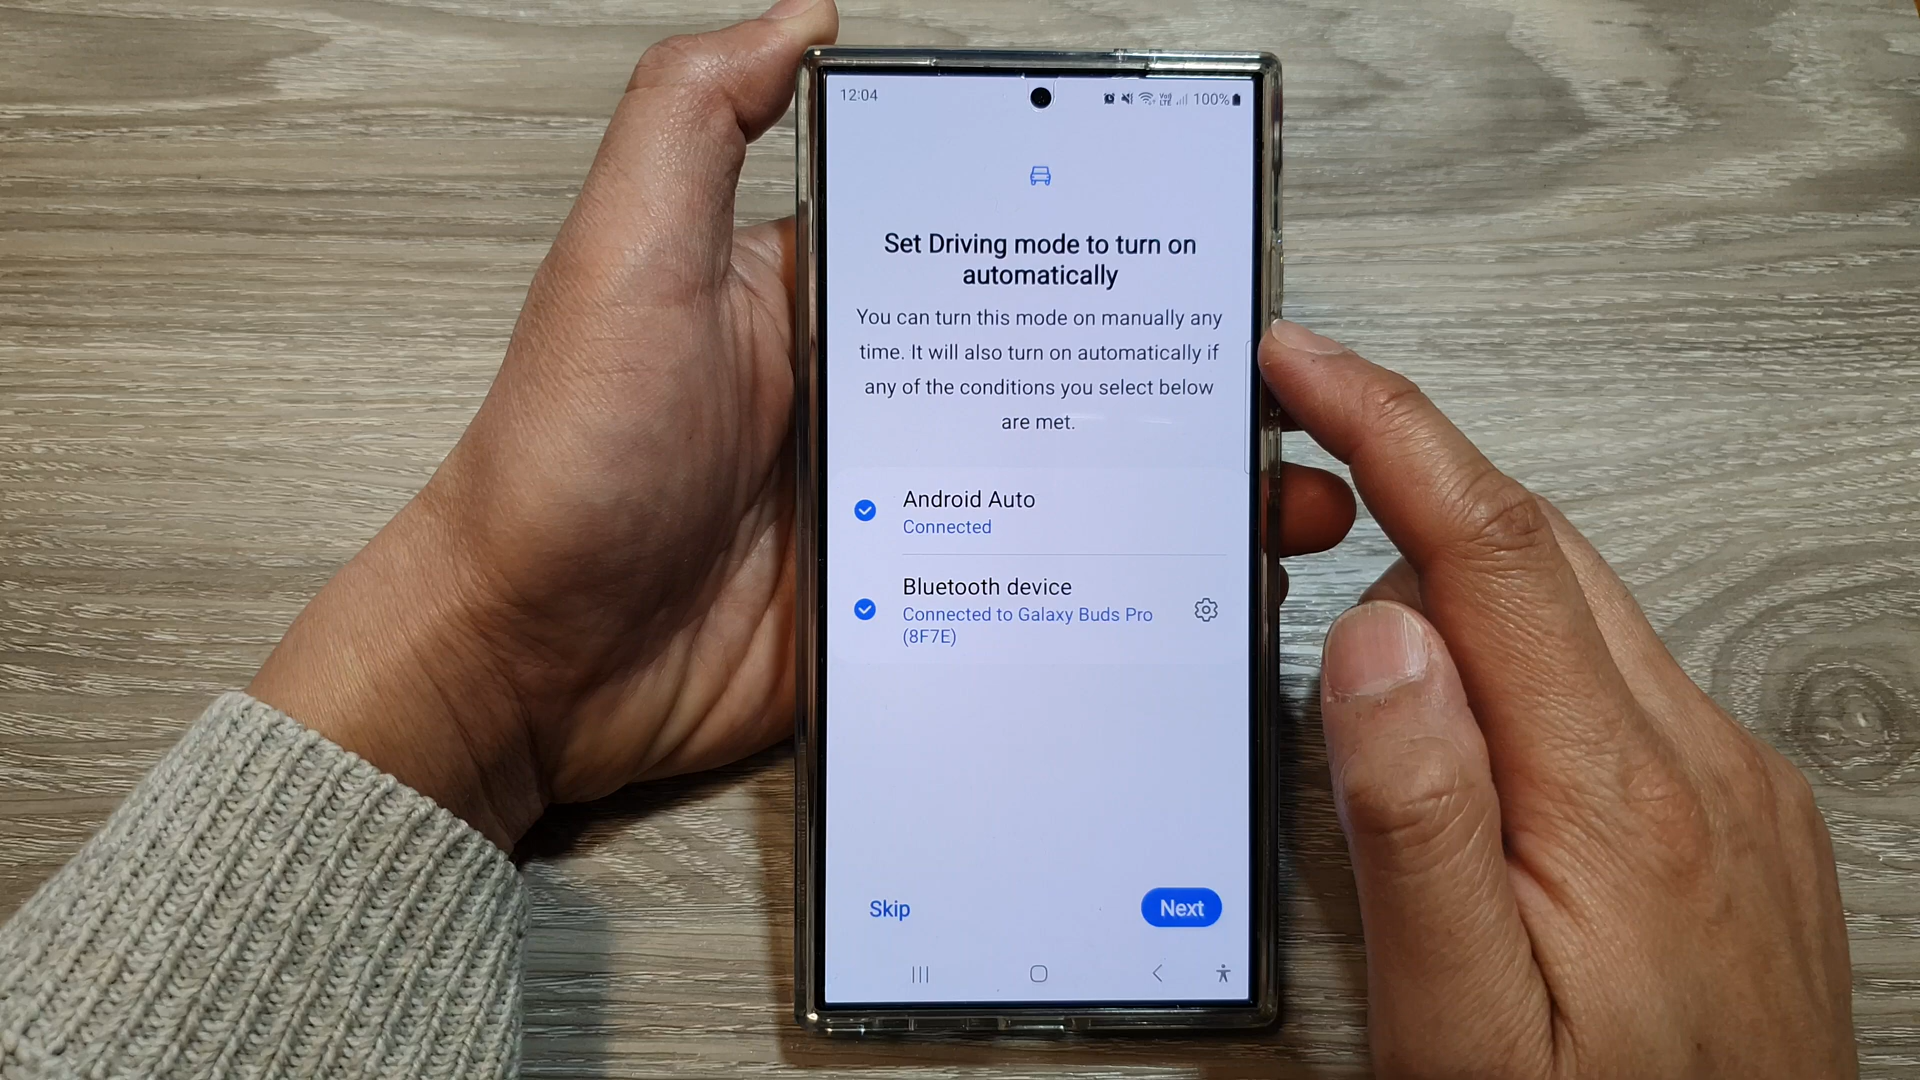 12:04
Vo) LTE 100%
Set Driving mode to turn on
automatically
You can turn this mode on manually any
time. It will also turn on automatically if
any of the conditions you select below
are met.
Android Auto
Connected
Bluetooth device
Connected to Galaxy Buds Pro
(8F7E)
Skip
Next